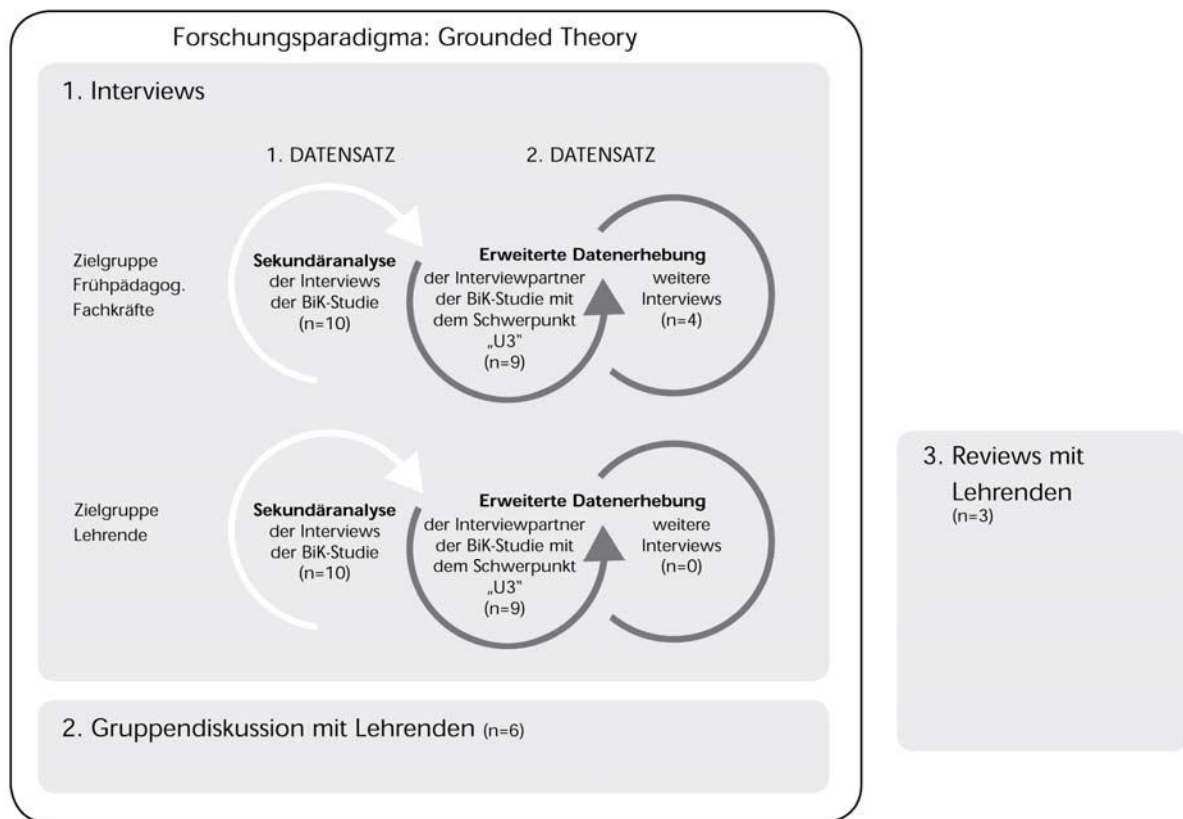 Forschungsparadigma: Grounded Theory
1. Interviews
1. DATENSATZ
2. DATENSATZ
Zielgruppe
Frühpädagog.
Fachkräfte
Sekundäranalyse
der Interviews
der BiK-Studie
(n=10)
Erweiterte Datenerhebung
der Interviewpartner
der BiK-Studie mit
dem Schwerpunkt
„U3"
(n=9)
weitere
Interviews
(n=4)
Zielgruppe
Lehrende
Sekundäranalyse
der Interviews
der BiK-Studie
(n=10)
Erweiterte Datenerhebung
der Interviewpartner
der BiK-Studie mit
dem Schwerpunkt
„U3"
(n=9)
weitere
Interviews
(n=0)
2. Gruppendiskussion mit Lehrenden (n=6)
3. Reviews mit
Lehrenden
(n=3)